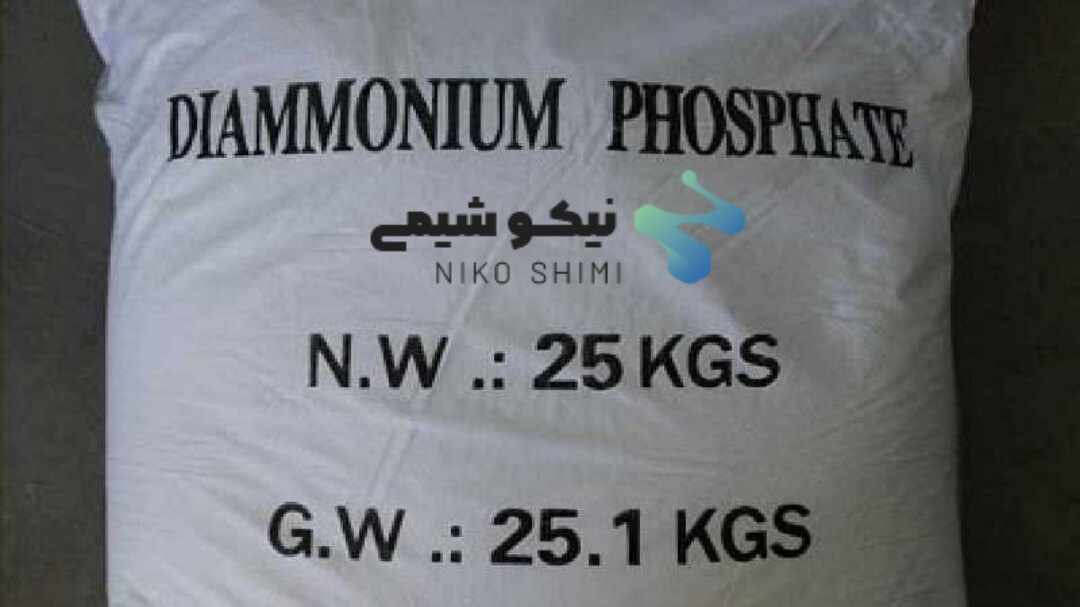 DIAMMONIUM PHOSPHATE
نیکو شیمی
NIKO SHIMI
N.W .: 25 KGS
G.W .: 25.1 KGS